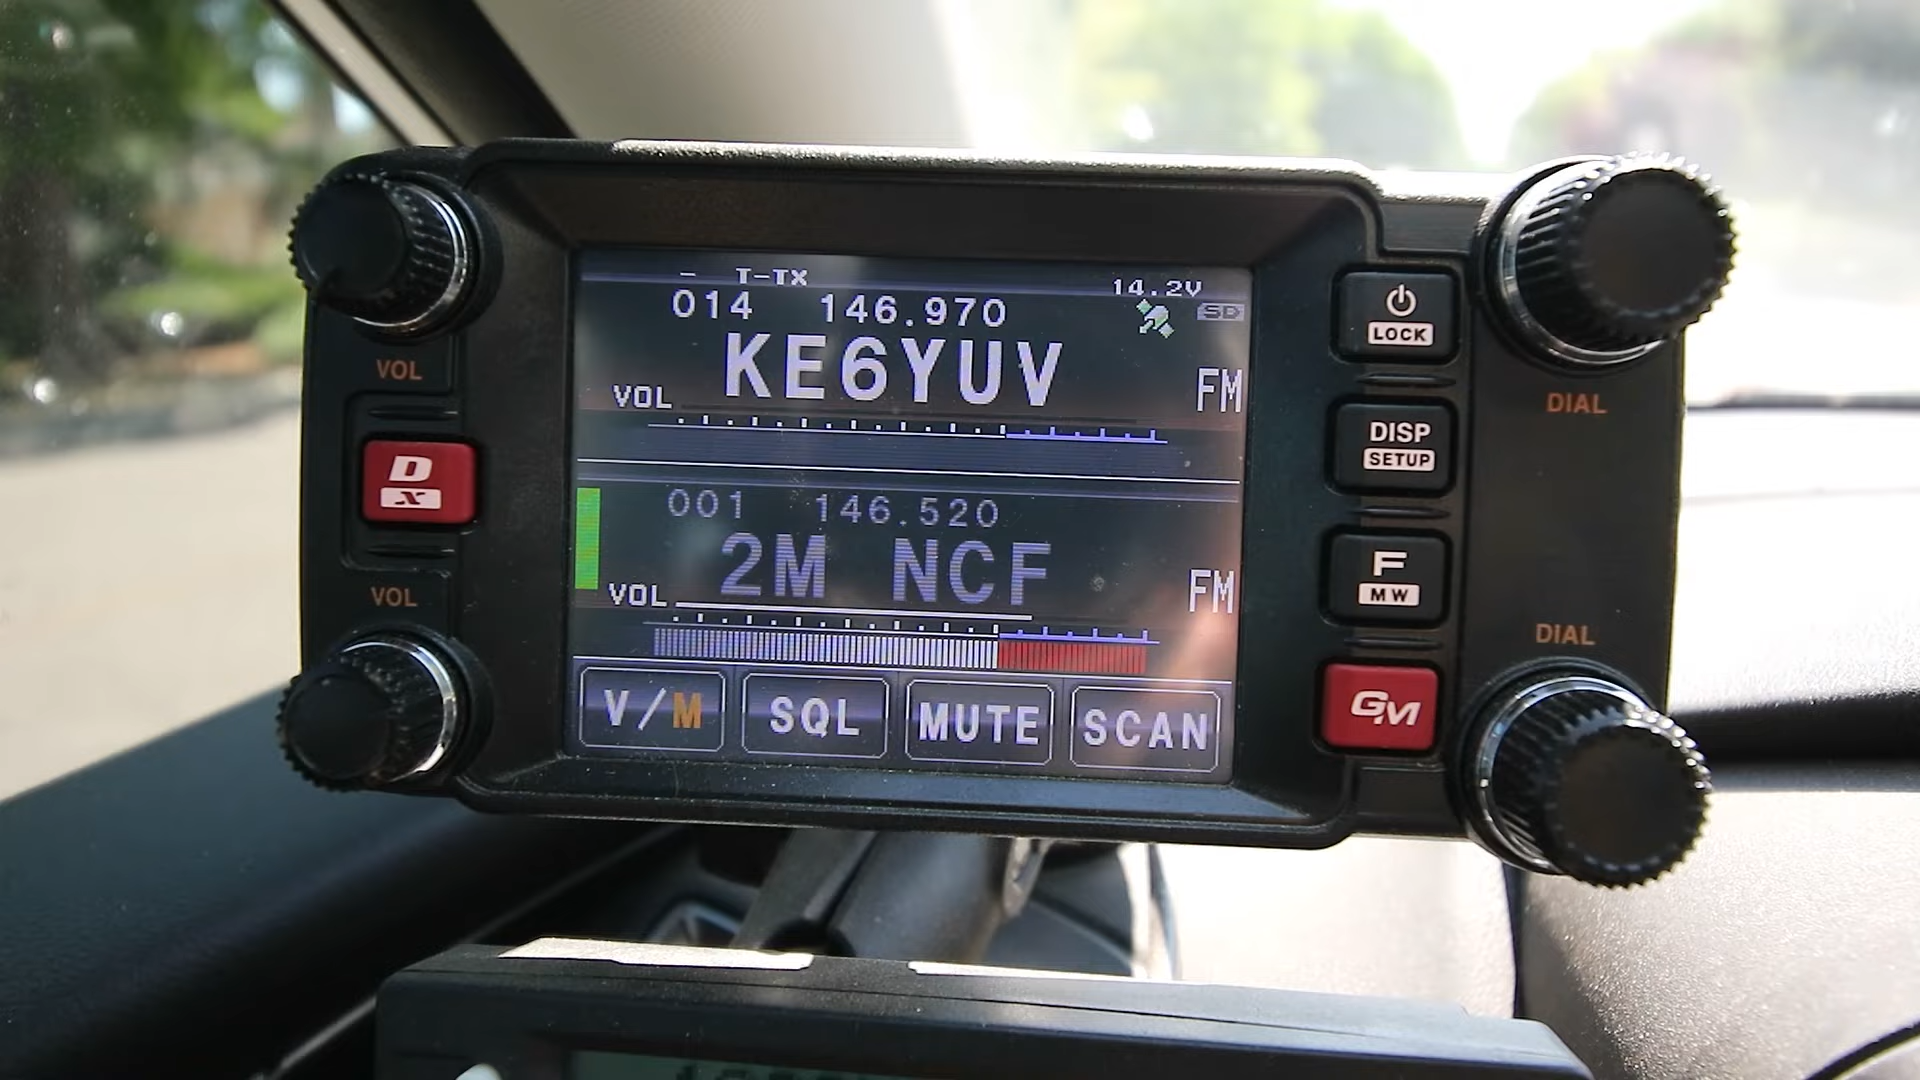 – T-TX
14.2V
014 146.970
SD
KE6YUV
VOL
FM
001 146.520
2M NCF
VOL
FM
V/M SQL MUTE SCAN
VOL
D
X
VOL
LOCK
DISP
SETUP
F
MW
GM
DIAL
DIAL